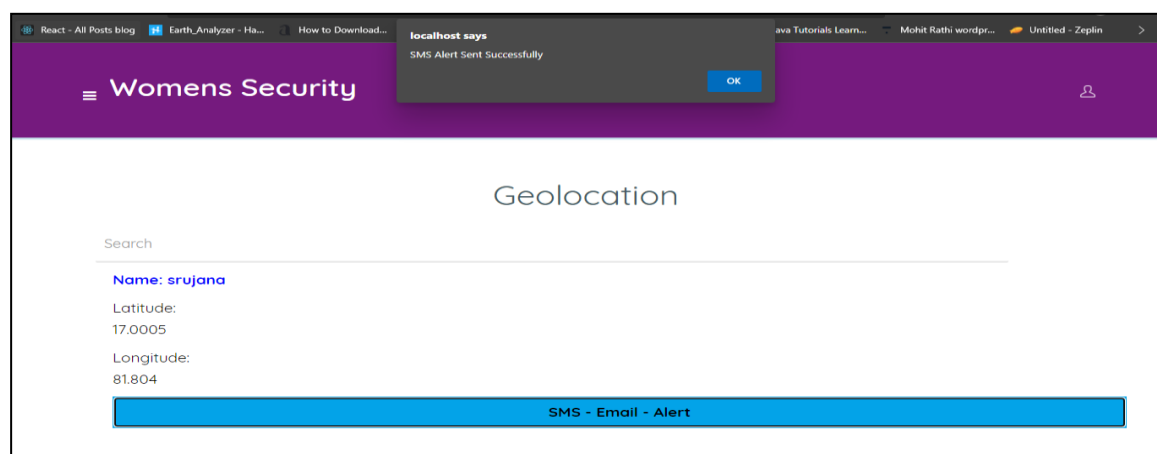 React - All Posts blog Earth_Analyzer - Ha... How to Download... ava Tutorials Learn... Mohit Rathi wordpr... Untitled - Zeplin
localhost says
SMS Alert Sent Successfully
OK
Womens Security
Geolocation
Search
Name: srujana
Latitude:
17.0005
Longitude:
81.804
SMS - Email - Alert